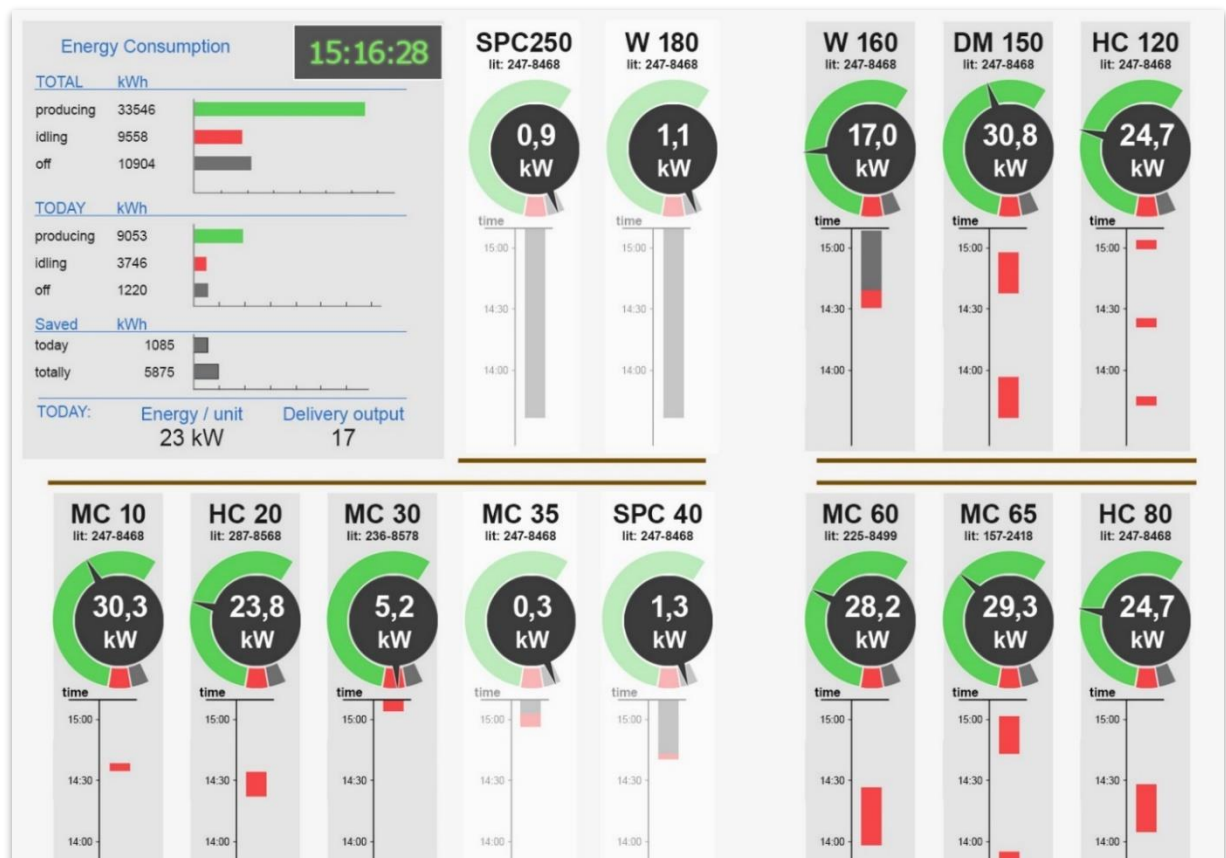 Energy Consumption
15:16:28
TOTAL kWh
producing 33546
idling 9558
off 10904
TODAY kWh
producing 9053
idling 3746
off 1220
Saved kWh
today 1085
totally 5875
TODAY: Energy / unit Delivery output
23 kW 17
SPC250
lit: 247-8468
0,9
kW
time
15:00
14:30
14:00
W 180
lit: 247-8468
1,1
kW
time
15:00
14:30
14:00
W 160
lit: 247-8468
17,0
kW
time
15:00
14:30
14:00
DM 150
lit: 247-8468
30,8
kW
time
15:00
14:30
14:00
HC 120
lit: 247-8468
24,7
kW
time
15:00
14:30
14:00
MC 10
lit: 247-8468
30,3
kW
time
15:00
14:30
14:00
HC 20
lit: 287-8568
23,8
kW
time
15:00
14:30
14:00
MC 30
lit: 236-8578
5,2
kW
time
15:00
14:30
14:00
MC 35
lit: 247-8468
0,3
kW
time
15:00
14:30
14:00
SPC 40
lit: 247-8468
1,3
kW
time
15:00
14:30
14:00
MC 60
lit: 225-8499
28,2
kW
time
15:00
14:30
14:00
MC 65
lit: 157-2418
29,3
kW
time
15:00
14:30
14:00
HC 80
lit: 247-8468
24,7
kW
time
15:00
14:30
14:00